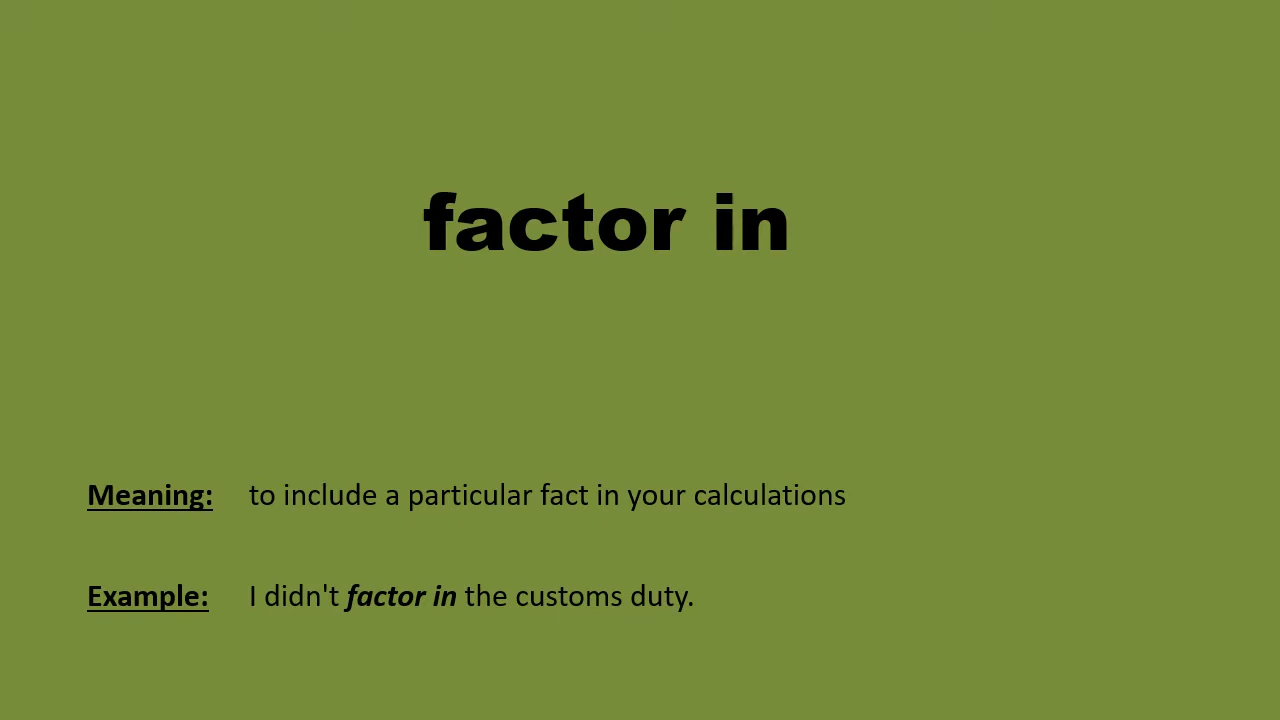 factor in
Meaning: to include a particular fact in your calculations
Example: I didn't factor in the customs duty.